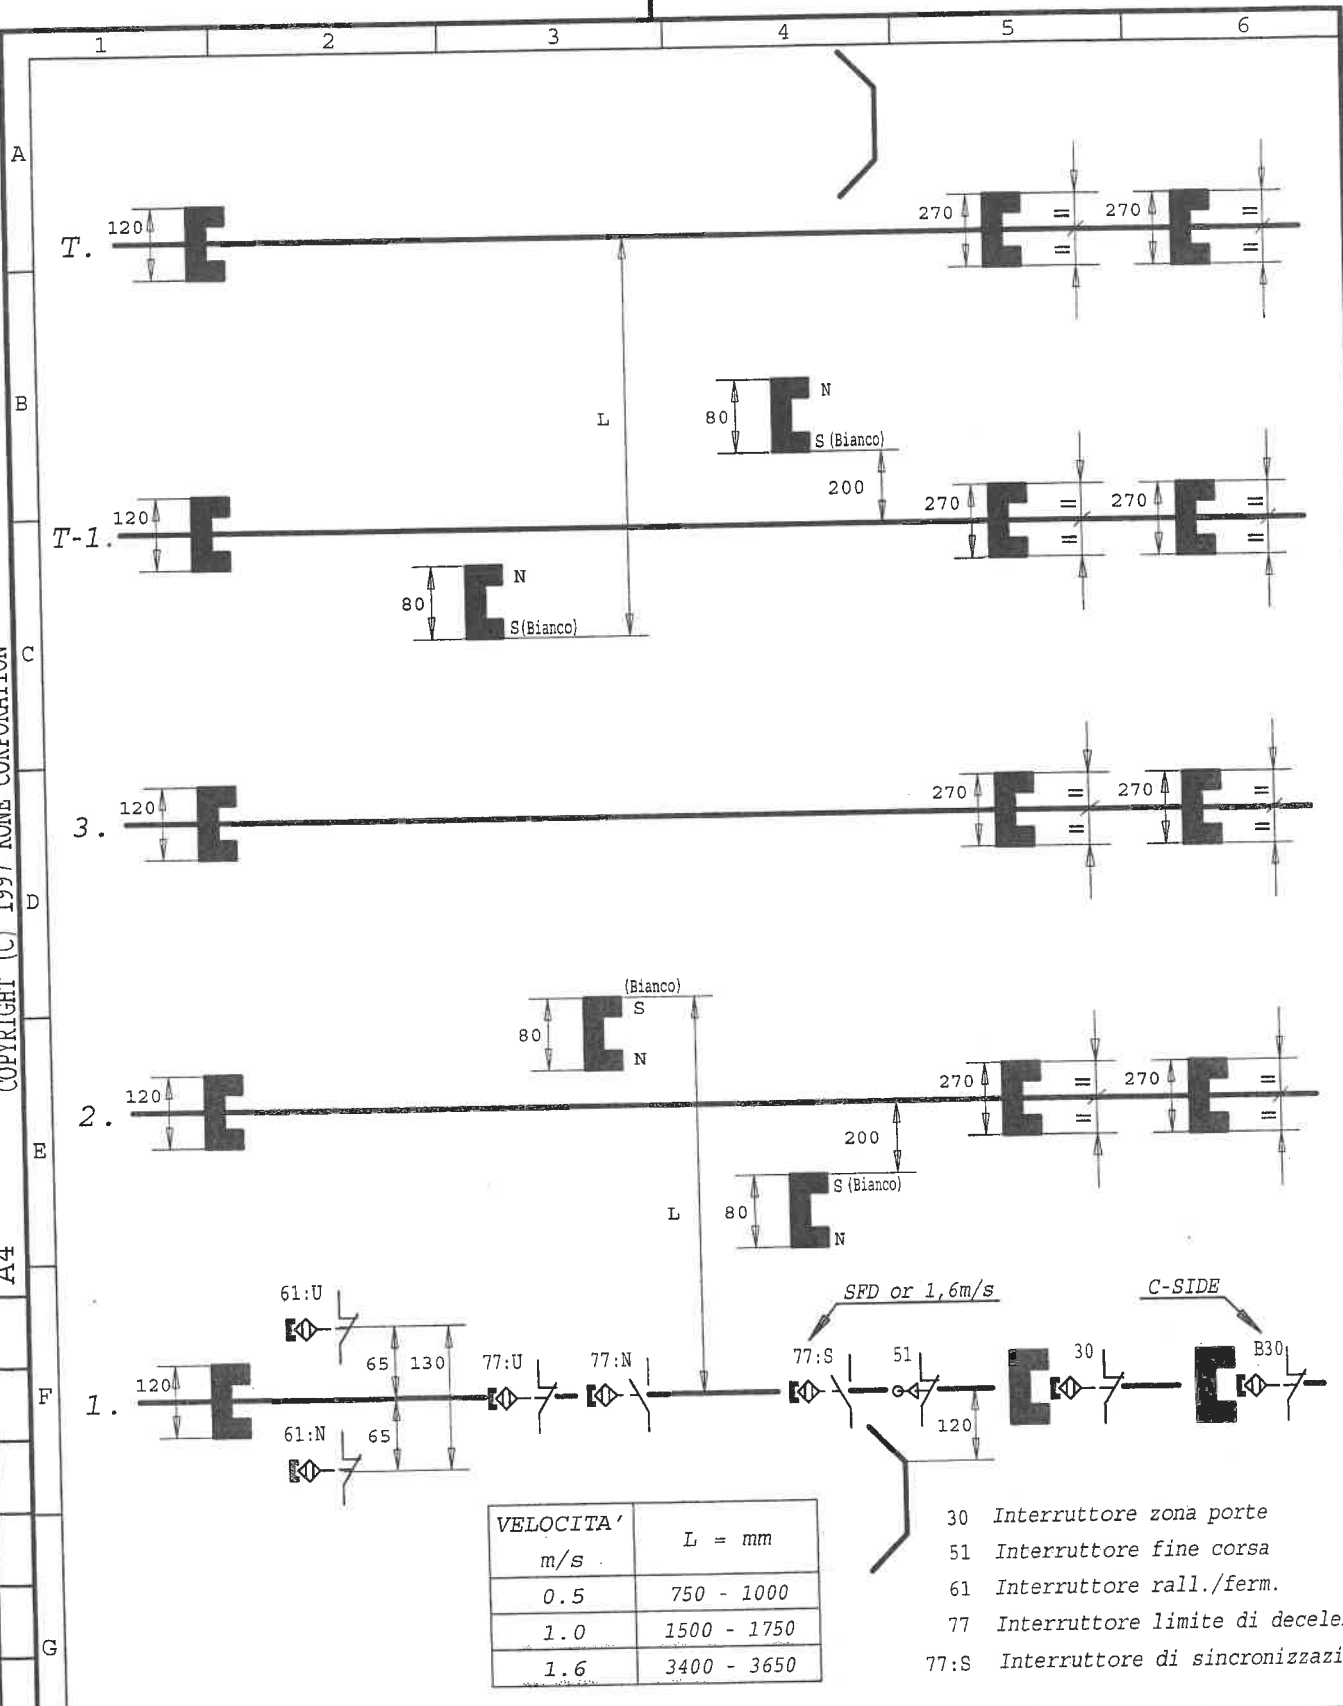 1 2 3 4 5 6
A
T. 120 270 = = 270 = =
B
L
80 N
S (Bianco)
200
T-1. 120 270 = = 270 = =
80 N
S(Bianco)
C
COPYRIGHT (C) 1997 KONE CORPORATION
3. 120 270 = = 270 = =
D
(Bianco)
S
80
N
2. 120 270 = = 270 = =
E
200
S (Bianco)
80
N
L
A4
61:U
SFD or 1,6m/s
C-SIDE
65 130
77:U 77:N 77:S 51 30 B30
F
1. 120
61:N 65
120
VELOCITA' m/s L = mm
0.5 750 - 1000
1.0 1500 - 1750
1.6 3400 - 3650
30 Interruttore zona porte
51 Interruttore fine corsa
61 Interruttore rall./ferm.
77 Interruttore limite di decele
77:S Interruttore di sincronizzazi
G